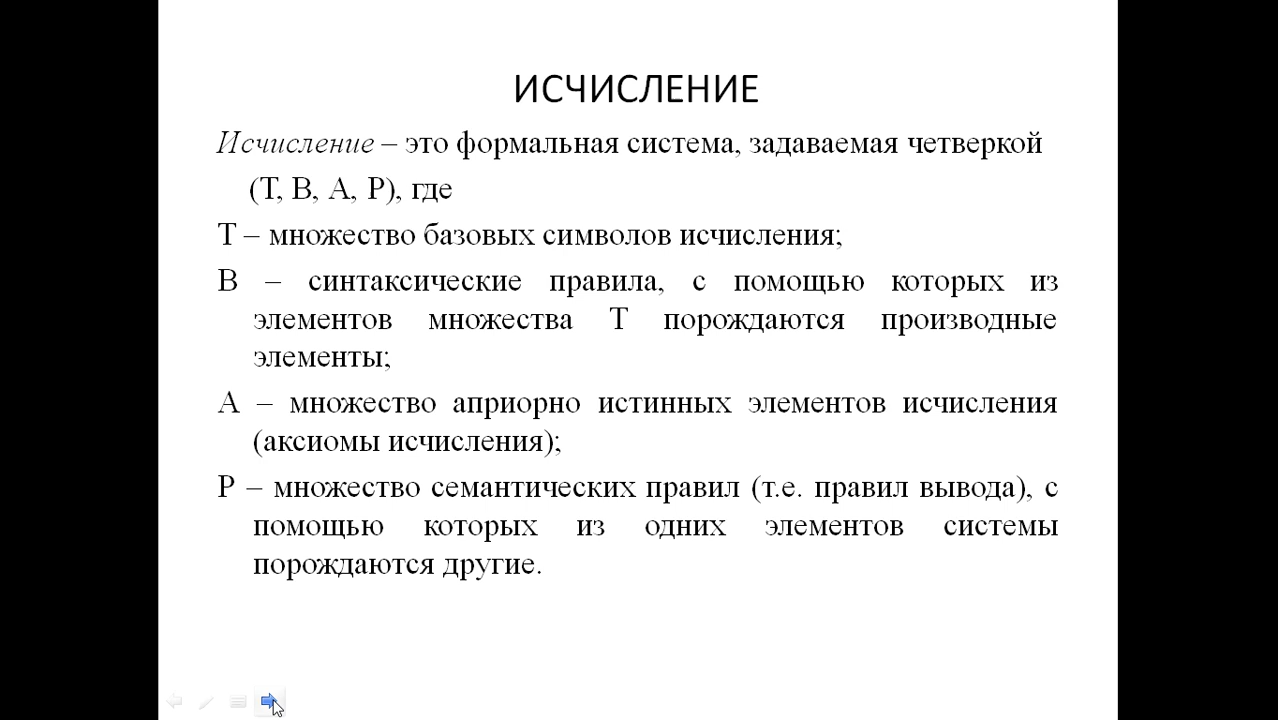 ИСЧИСЛЕНИЕ
Исчисление – это формальная система, задаваемая четверкой
(T, B, A, P), где
T – множество базовых символов исчисления;
B – синтаксические правила, с помощью которых из
элементов множества T порождаются производные
элементы;
A – множество априорно истинных элементов исчисления
(аксиомы исчисления);
P – множество семантических правил (т.е. правил вывода), с
помощью которых из одних элементов системы
порождаются другие.